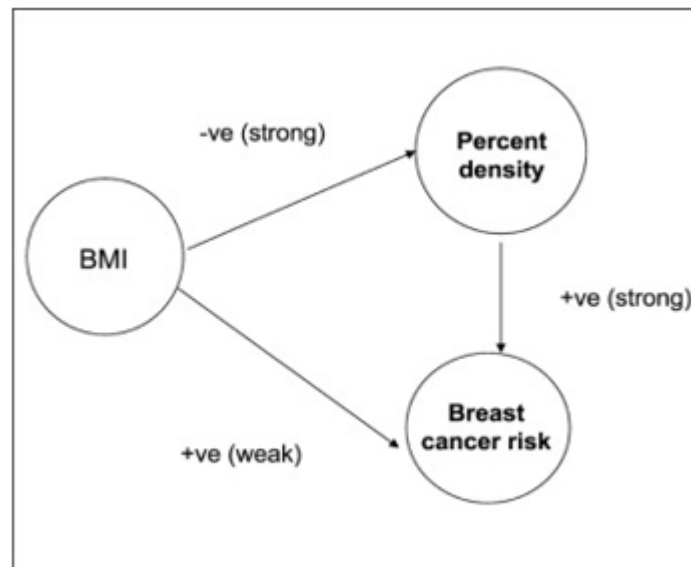 -ve (strong)
Percent
density
BMI
+ve (strong)
Breast
cancer risk
+ve (weak)